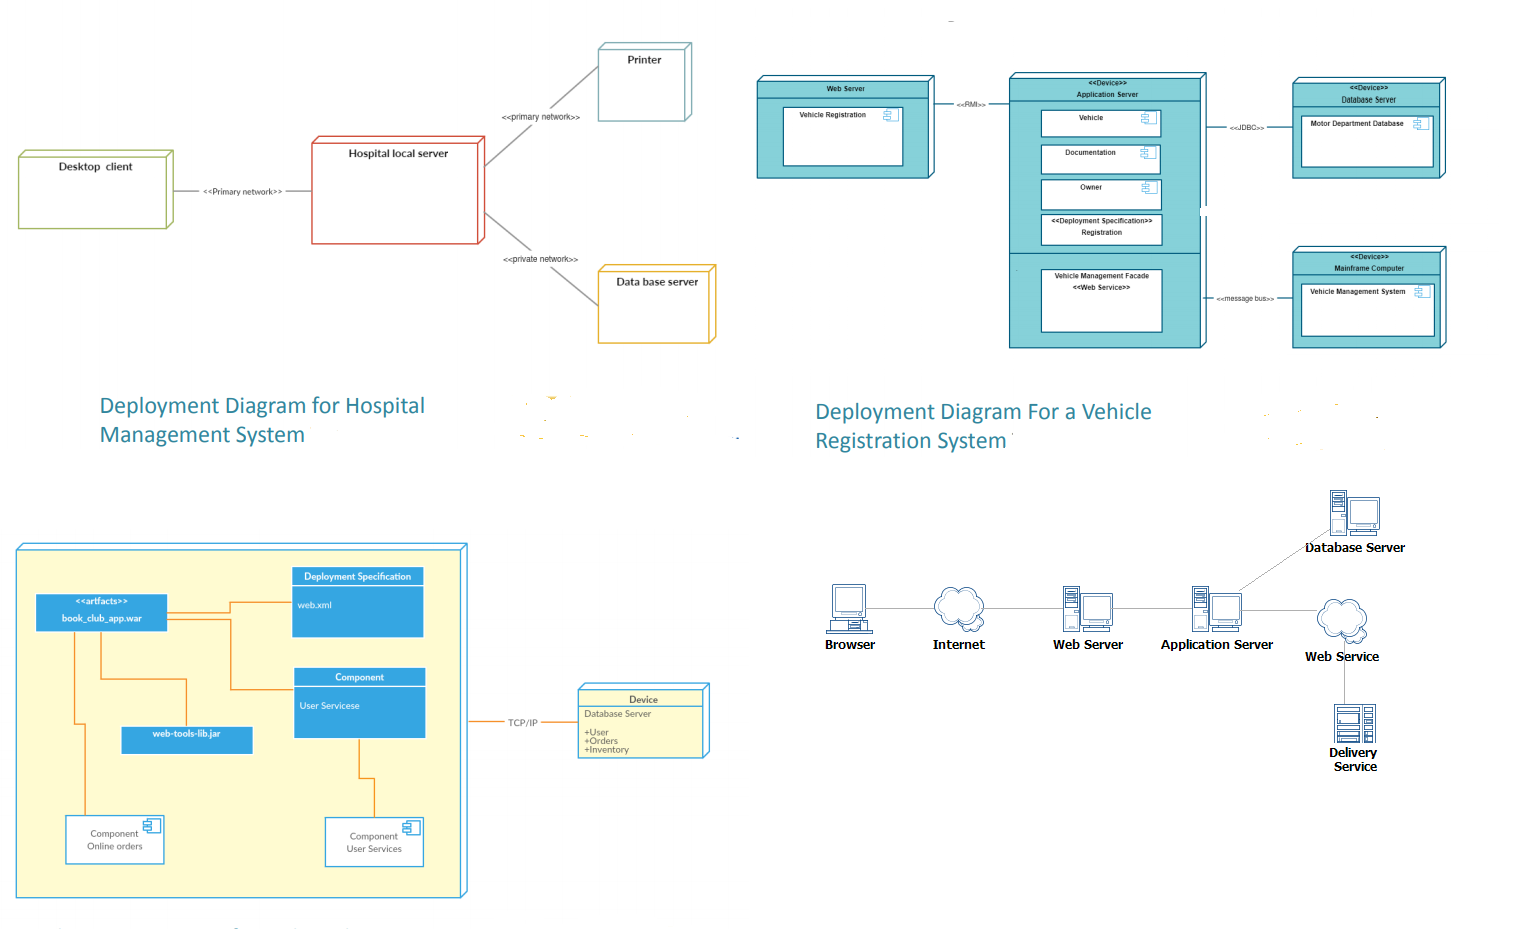 Printer
<<primary network>>
Hospital local server
Desktop client
<<Primary network>>
<<private network>>
Data base server
Deployment Diagram for Hospital
Management System
Web Server
Vehicle Registration
<<RMI>>
<<Device>>
Application Server
Vehicle
Documentation
Owner
<<Deployment Specification>>
Registration
Vehicle Management Facade
<<Web Service>>
<<JDBC>>
<<Device>>
Database Server
Motor Department Database
<<message bus>>
<<Device>>
Mainframe Computer
Vehicle Management System
Deployment Diagram For a Vehicle
Registration System
<<artfacts>>
book_club_app.war
Deployment Specification
web.xml
Component
User Servicese
web-tools-lib.jar
Component
Online orders
Component
User Services
TCP/IP
Device
Database Server
+User
+Orders
+Inventory
Database Server
Browser
Internet
Web Server
Application Server
Web Service
Delivery
Service